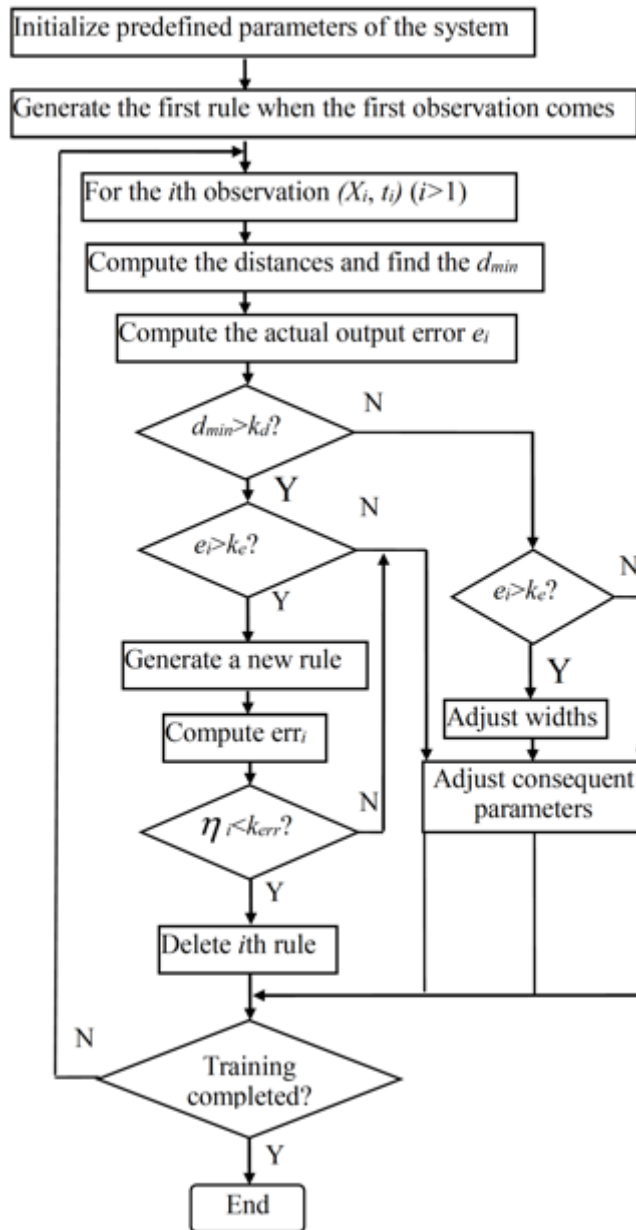 Initialize predefined parameters of the system
Generate the first rule when the first observation comes
For the ith observation (Xi, ti) (i>1)
Compute the distances and find the dmin
Compute the actual output error ei
dmin>kd?
N
Y
ei>ke?
N
Y
ei>ke?
N
Y
Generate a new rule
Adjust widths
Compute erri
Adjust consequent
parameters
ηi<kerr?
N
Y
Delete ith rule
Training
completed?
N
Y
End